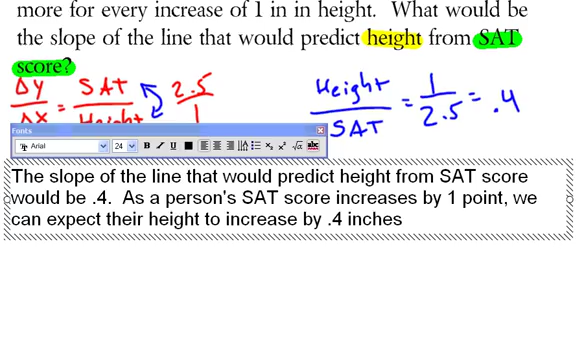 more for every increase of 1 in in height. What would be
the slope of the line that would predict height from SAT
score?
Δy / Δx = SAT / Height 2.5 / 1
Height / SAT = 1 / 2.5 = .4
Fonts
Arial 24 B I U abc
The slope of the line that would predict height from SAT score
would be .4. As a person's SAT score increases by 1 point, we
can expect their height to increase by .4 inches